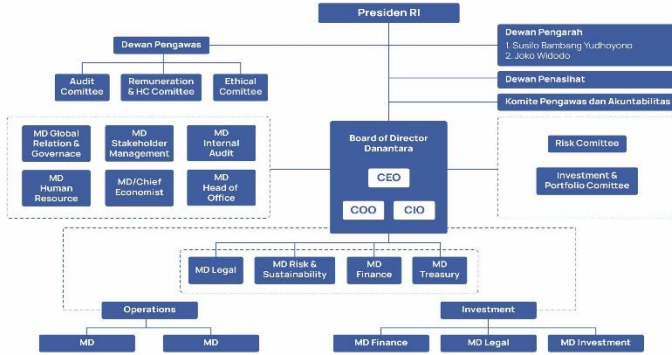 Presiden RI
Dewan Pengawas
Dewan Pengarah
1. Susilo Bambang Yudhoyono
2. Joko Widodo
Audit
Comittee
Remuneration
& HC Comittee
Ethical
Comittee
Dewan Penasihat
Komite Pengawas dan Akuntabilitas
MD Global
Relation &
Governace
MD
Stakeholder
Management
MD
Internal
Audit
MD
Human
Resource
MD/Chief
Economist
MD
Head of
Office
Board of Director
Danantara
CEO
COO
CIO
Risk Comittee
Investment &
Portfolio Comittee
MD Legal
MD Risk &
Sustainability
MD
Finance
MD
Treasury
Operations
MD
MD
Investment
MD Finance
MD Legal
MD Investment